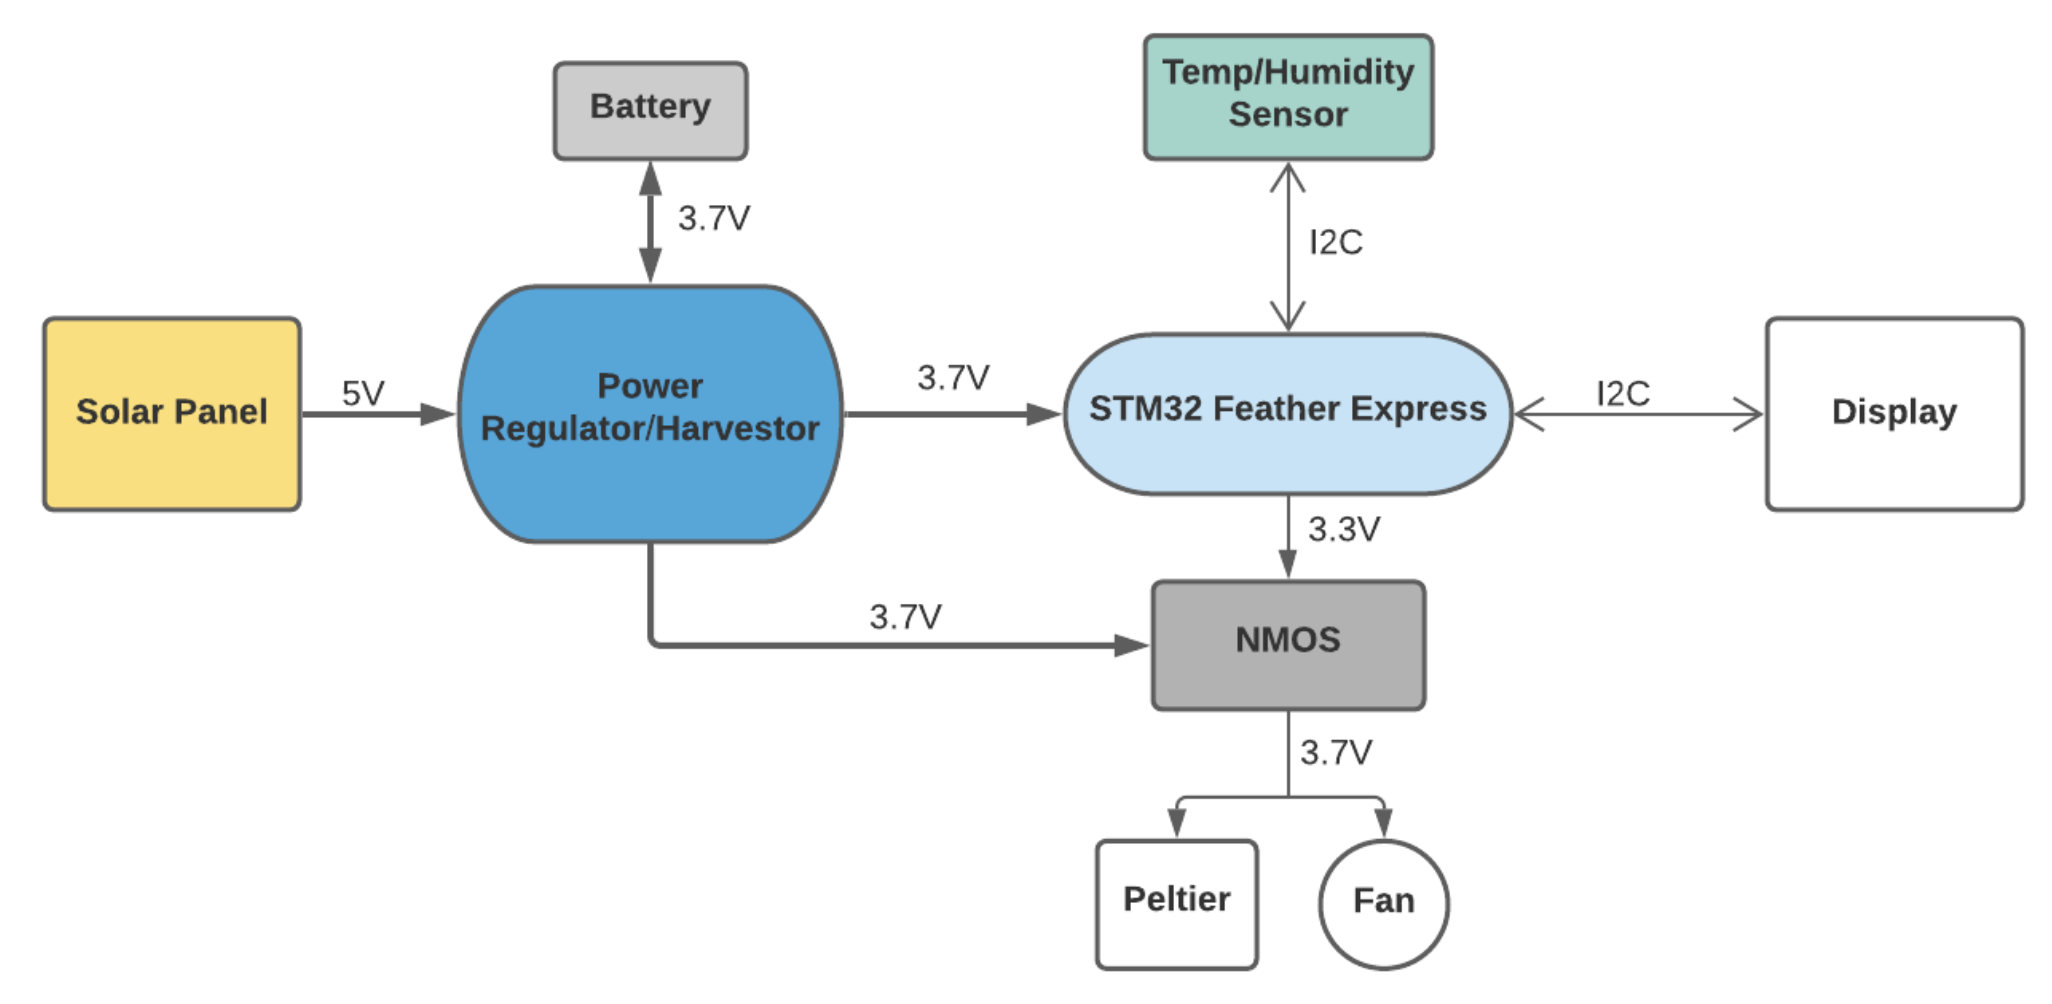 Battery
Temp/Humidity
Sensor
3.7V
I2C
Solar Panel
5V
Power
Regulator/Harvestor
3.7V
STM32 Feather Express
I2C
Display
3.3V
3.7V
NMOS
3.7V
Peltier
Fan